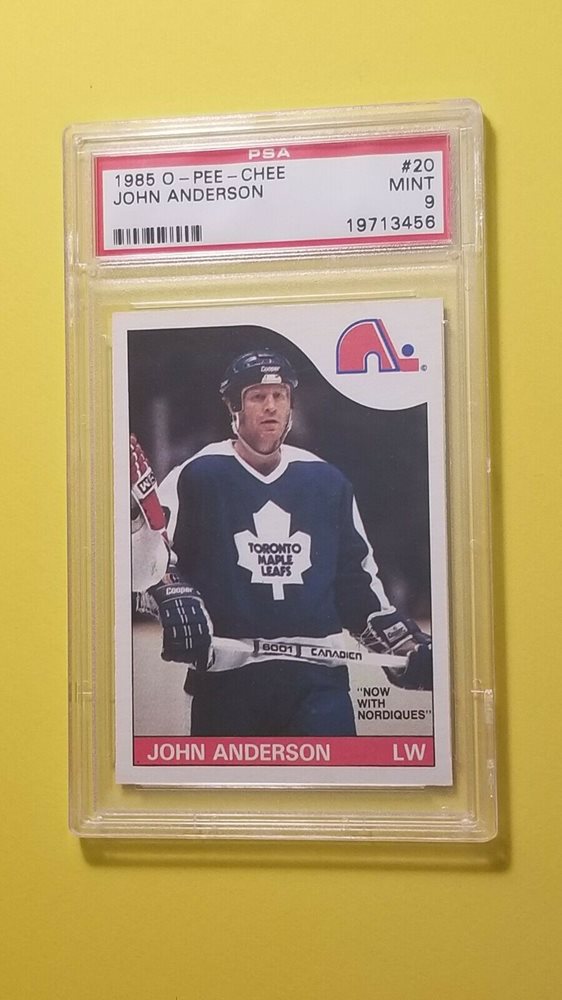 PSA
1985 O-PEE-CHEE #20
JOHN ANDERSON MINT
9
19713456
©
Cooper
CCM
TORONTO
MAPLE
LEAFS
Cooper
6001 CANADIEN
"NOW
WITH
NORDIQUES"
JOHN ANDERSON LW